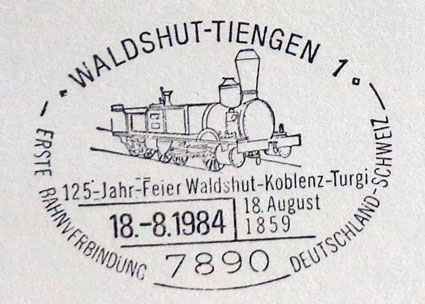 WALDSHUT-TIENGEN 1
ERSTE BAHNVERBINDUNG DEUTSCHLAND-SCHWEIZ
125-Jahr-Feier Waldshut-Koblenz-Turgi
18.-8.1984
18. August
1859
7890